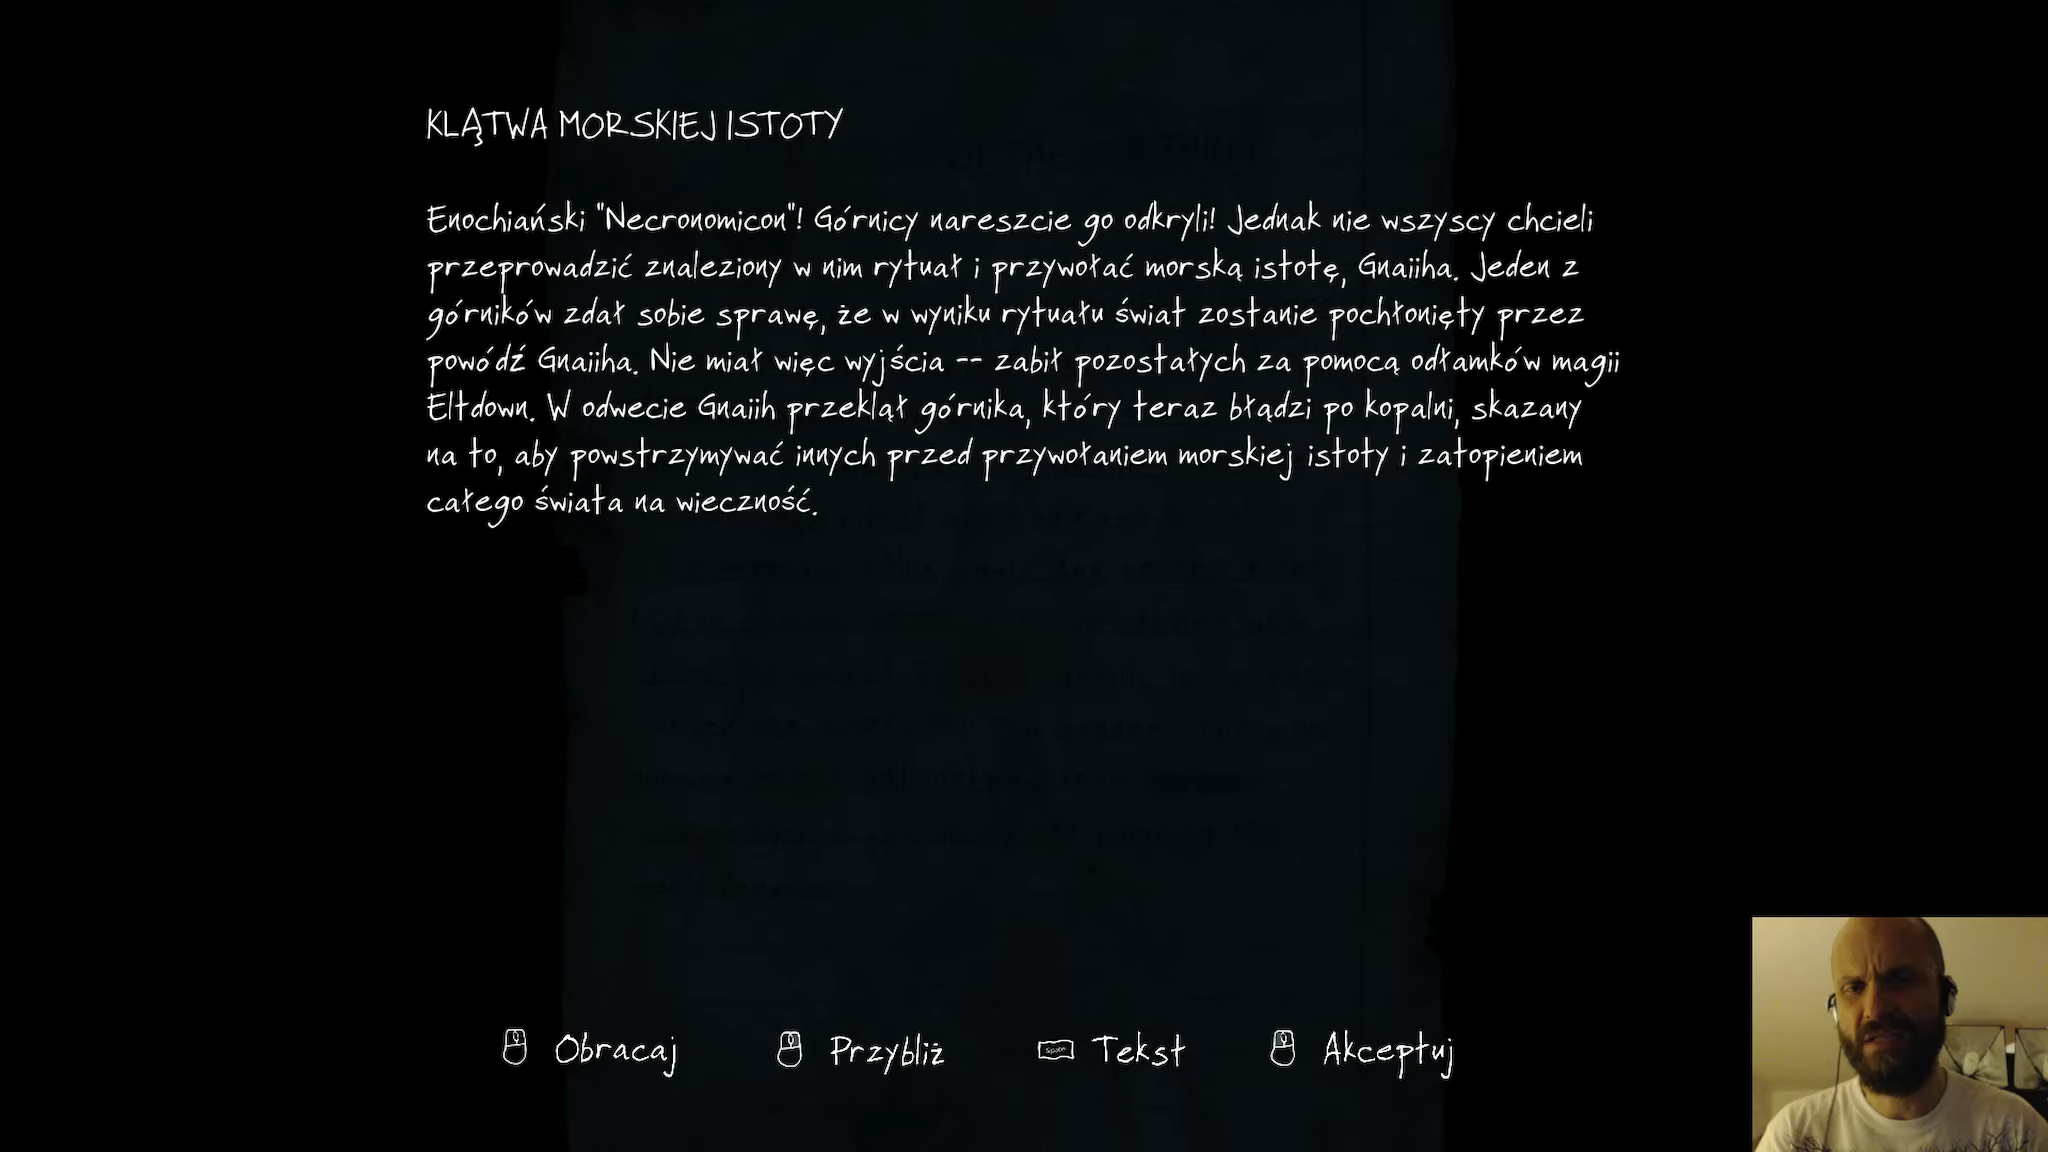 KLĄTWA MORSKIEJ ISTOTY
Enochiański "Necronomicon"! Górnicy nareszcie go odkryli! Jednak nie wszyscy chcieli
przeprowadzić znaleziony w nim rytuał i przywołać morską istotę, Gnaiiha. Jeden z
górników zdał sobie sprawę, że w wyniku rytuału świat zostanie pochłonięty przez
powódź Gnaiiha. Nie miał więc wyjścia -- zabił pozostałych za pomocą odłamków magii
Eltdown. W odwecie Gnaiih przeklął górnika, który teraz błądzi po kopalni, skazany
na to, aby powstrzymywać innych przed przywołaniem morskiej istoty i zatopieniem
całego świata na wieczność.
Obracaj Przybliż Tekst Akceptuj